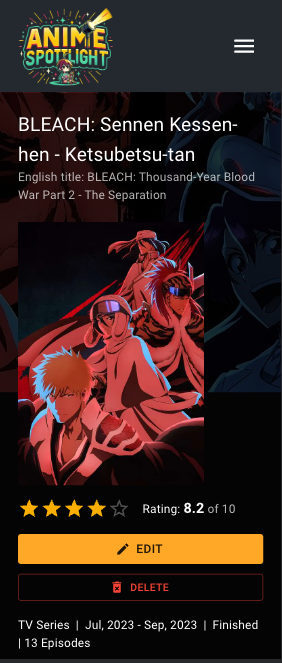 ANIME
SPOTLIGHT
BLEACH: Sennen Kessen-
hen - Ketsubetsu-tan
English title: BLEACH: Thousand-Year Blood
War Part 2 - The Separation
Rating: 8.2 of 10
EDIT
DELETE
TV Series | Jul, 2023 - Sep, 2023 | Finished
| 13 Episodes